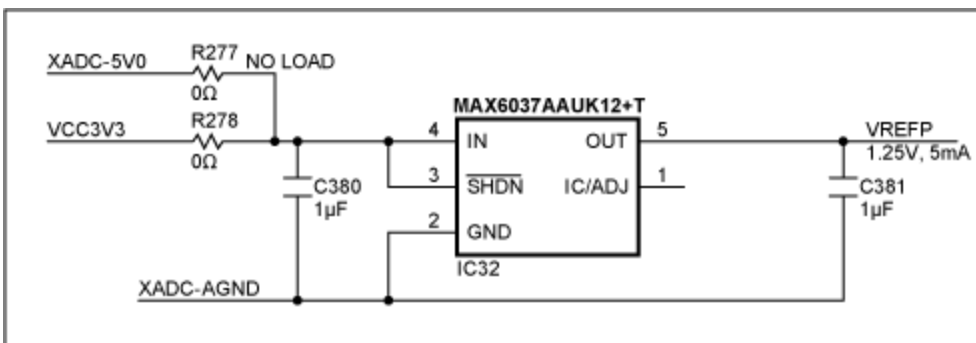 XADC-5V0
R277
NO LOAD
0Ω
VCC3V3
R278
0Ω
C380
1µF
XADC-AGND
MAX6037AAUK12+T
4
IN
OUT
5
3
SHDN
IC/ADJ
1
2
GND
IC32
VREFP
1.25V, 5mA
C381
1µF